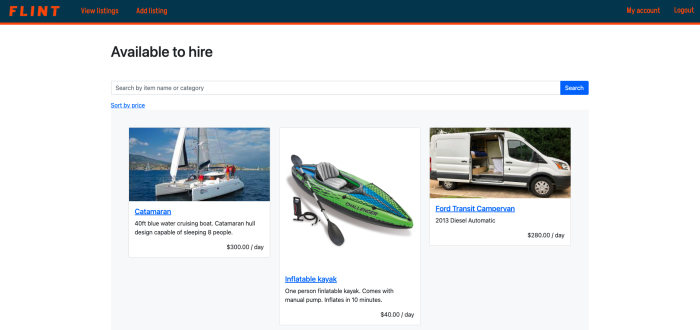 FLINT
View listings
Add listing
My account
Logout
Available to hire
Search by item name or category
Search
Sort by price
Catamaran
40ft blue water cruising boat. Catamaran hull
design capable of sleeping 8 people.
$300.00 / day
CHALLENGER
Inflatable kayak
One person finlatable kayak. Comes with
manual pump. Inflates in 10 minutes.
$40.00 / day
Ford Transit Campervan
2013 Diesel Automatic
$280.00 / day